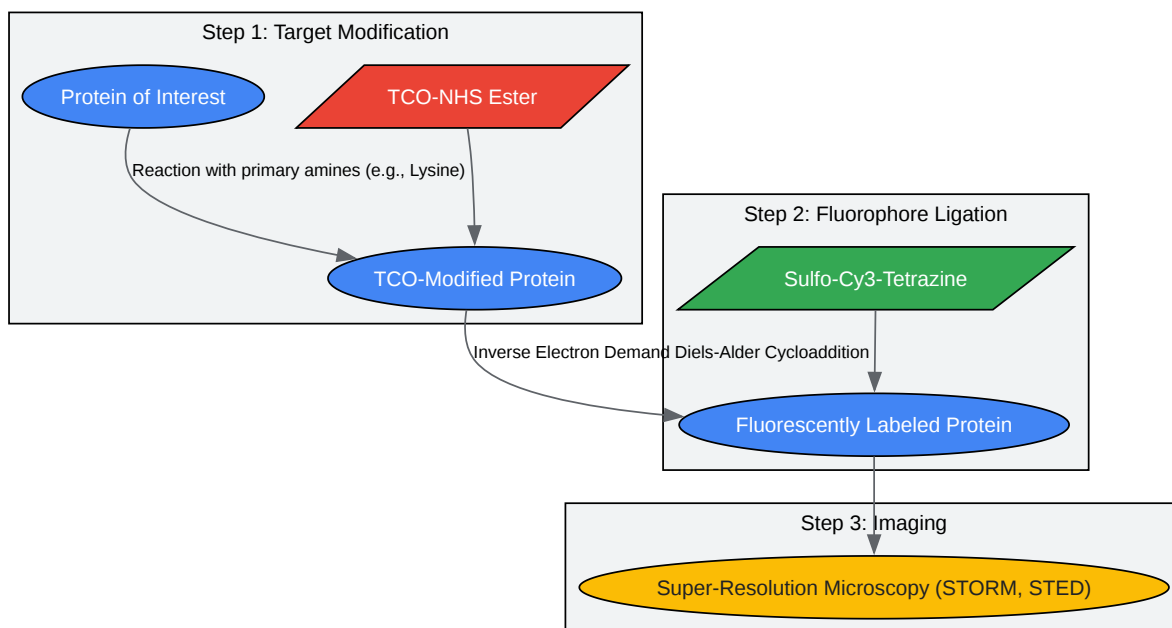 Step 1: Target Modification
Protein of Interest
TCO-NHS Ester
Reaction with primary amines (e.g., Lysine)
TCO-Modified Protein
Step 2: Fluorophore Ligation
Sulfo-Cy3-Tetrazine
Inverse Electron Demand Diels-Alder Cycloaddition
Fluorescently Labeled Protein
Step 3: Imaging
Super-Resolution Microscopy (STORM, STED)